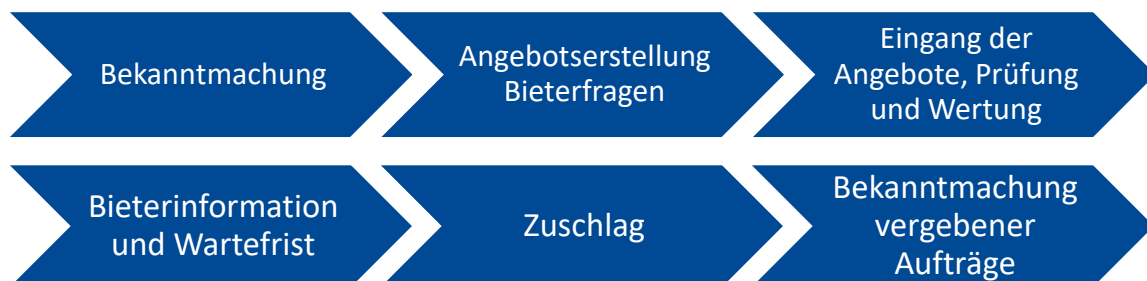 Bekanntmachung
Angebotserstellung
Bieterfragen
Eingang der
Angebote, Prüfung
und Wertung
Bieterinformation
und Wartefrist
Zuschlag
Bekanntmachung
vergebener
Aufträge